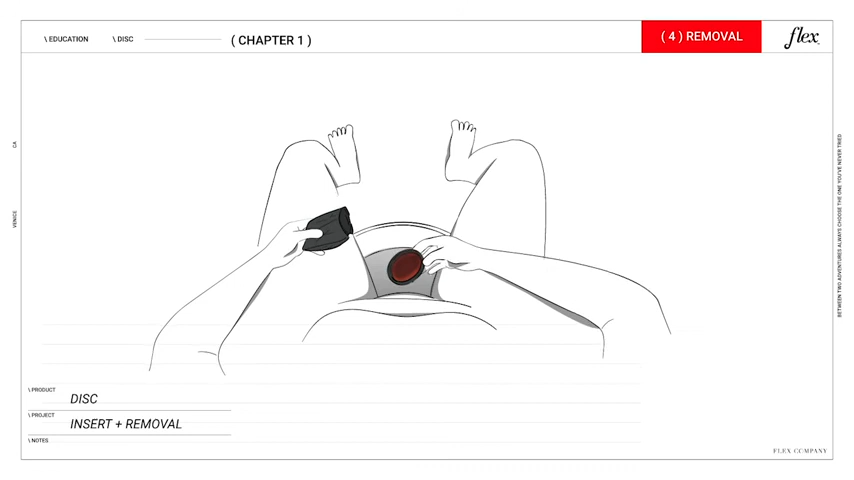 \ EDUCATION
\ DISC
( CHAPTER 1 )
( 4 ) REMOVAL
flex.
CA
VENICE
BETWEEN TWO ADVENTURES ALWAYS CHOOSE THE ONE YOU'VE NEVER TRIED
\ PRODUCT
DISC
\ PROJECT
INSERT + REMOVAL
\ NOTES
FLEX COMPANY